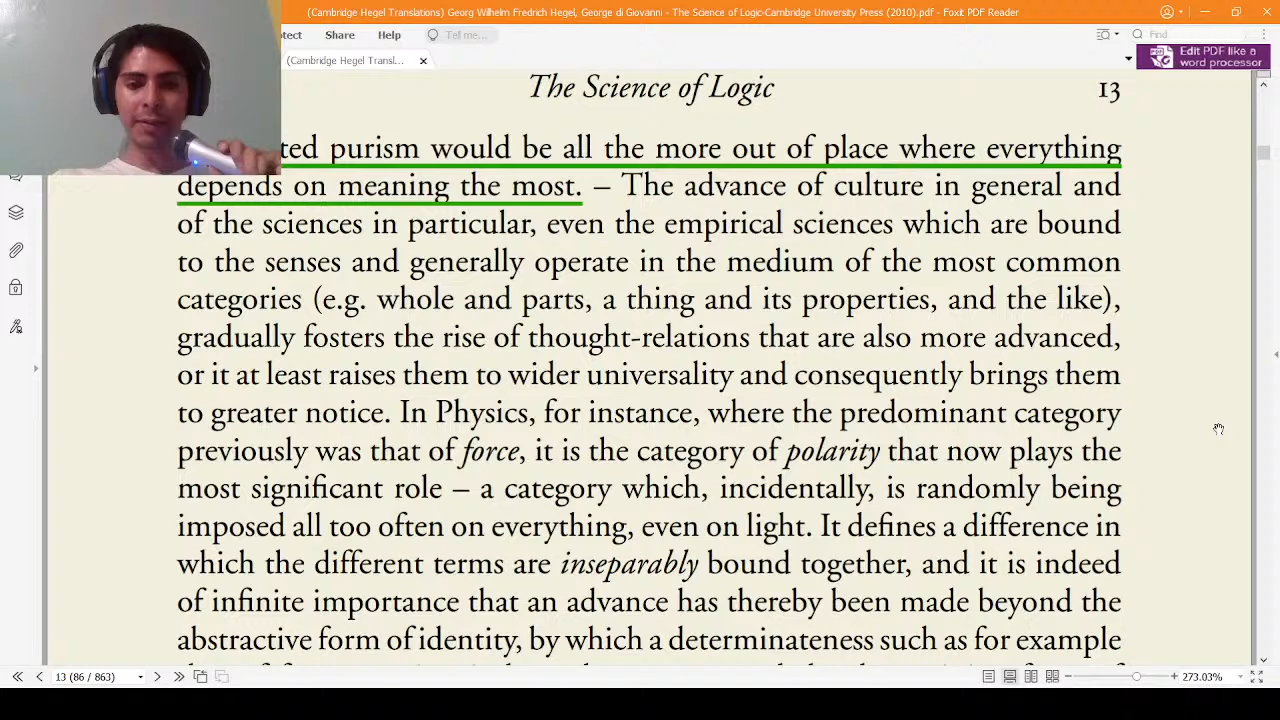 (Cambridge Hegel Translations) Georg Wilhelm Fredrich Hegel, George di Giovanni - The Science of Logic-Cambridge University Press (2010).pdf - Foxit PDF Reader
Share Help Tell me... Find
(Cambridge Hegel Transl...
Edit PDF like a
word processor
The Science of Logic 13
purism would be all the more out of place where everything
depends on meaning the most. – The advance of culture in general and
of the sciences in particular, even the empirical sciences which are bound
to the senses and generally operate in the medium of the most common
categories (e.g. whole and parts, a thing and its properties, and the like),
gradually fosters the rise of thought-relations that are also more advanced,
or it at least raises them to wider universality and consequently brings them
to greater notice. In Physics, for instance, where the predominant category
previously was that of force, it is the category of polarity that now plays the
most significant role – a category which, incidentally, is randomly being
imposed all too often on everything, even on light. It defines a difference in
which the different terms are inseparably bound together, and it is indeed
of infinite importance that an advance has thereby been made beyond the
abstractive form of identity, by which a determinateness such as for example
13 (86 / 863) 273.03%